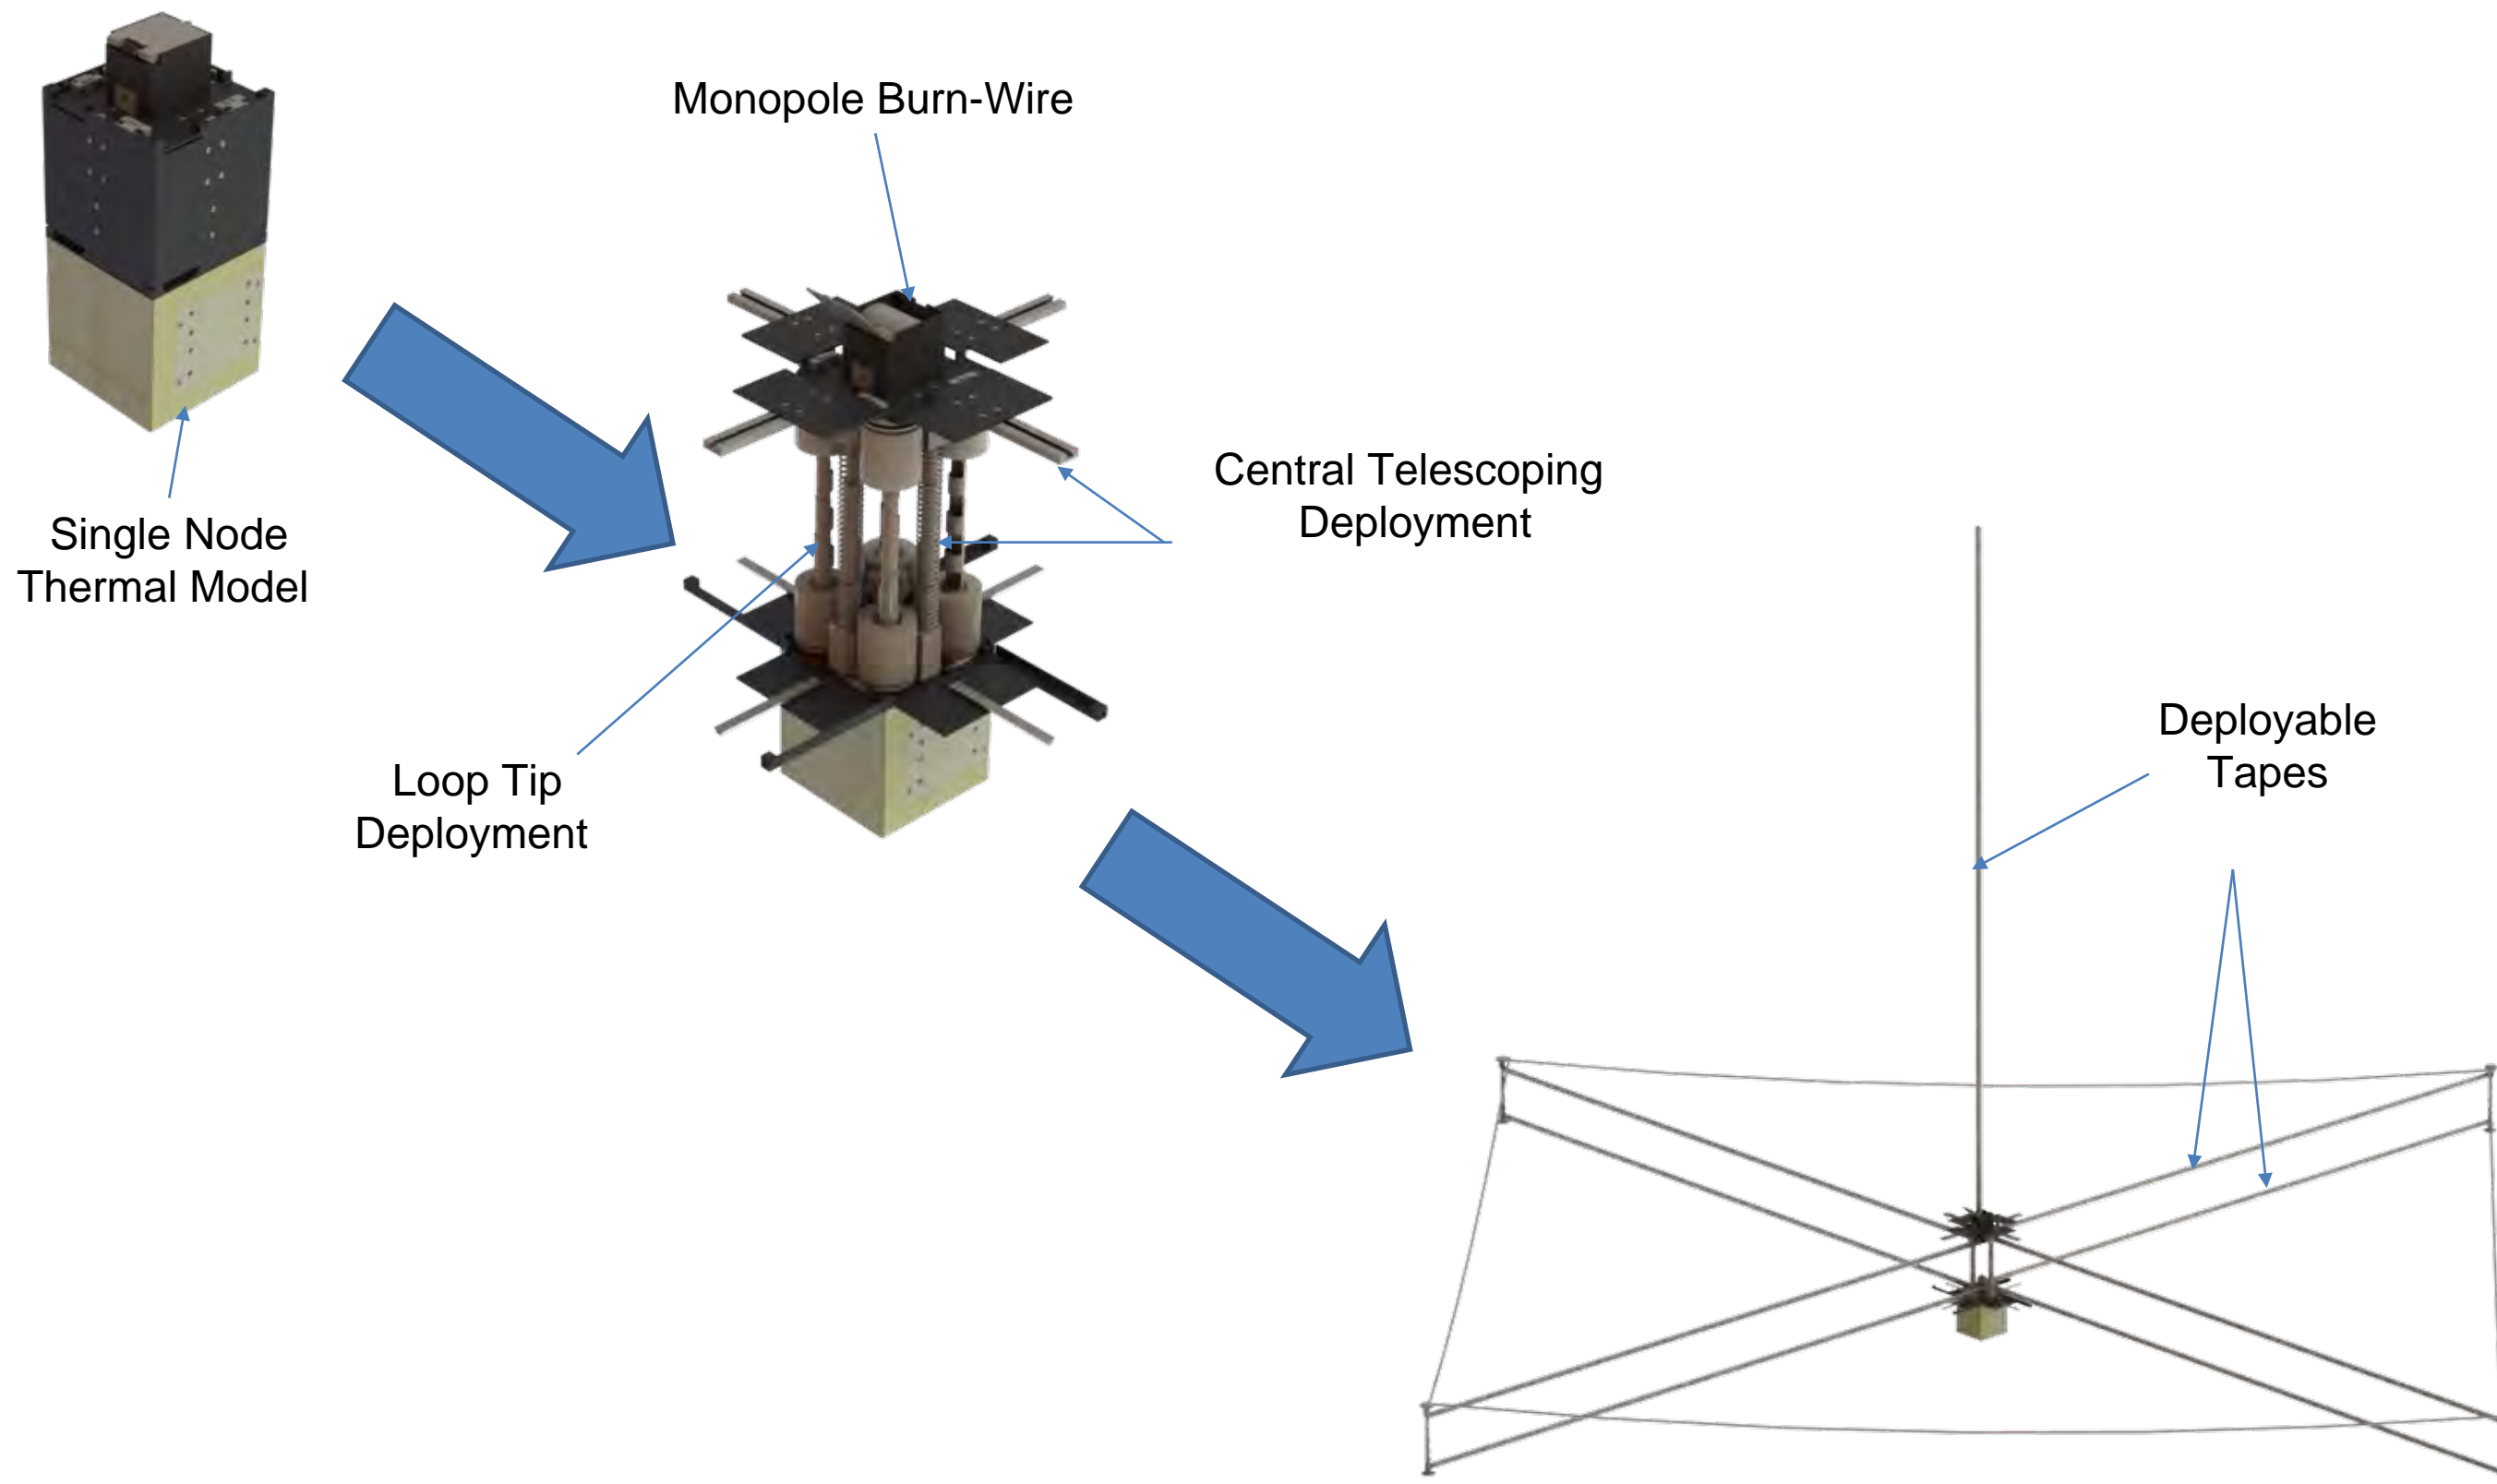 Monopole Burn-Wire
Single Node
Thermal Model
Central Telescoping
Deployment
Loop Tip
Deployment
Deployable
Tapes